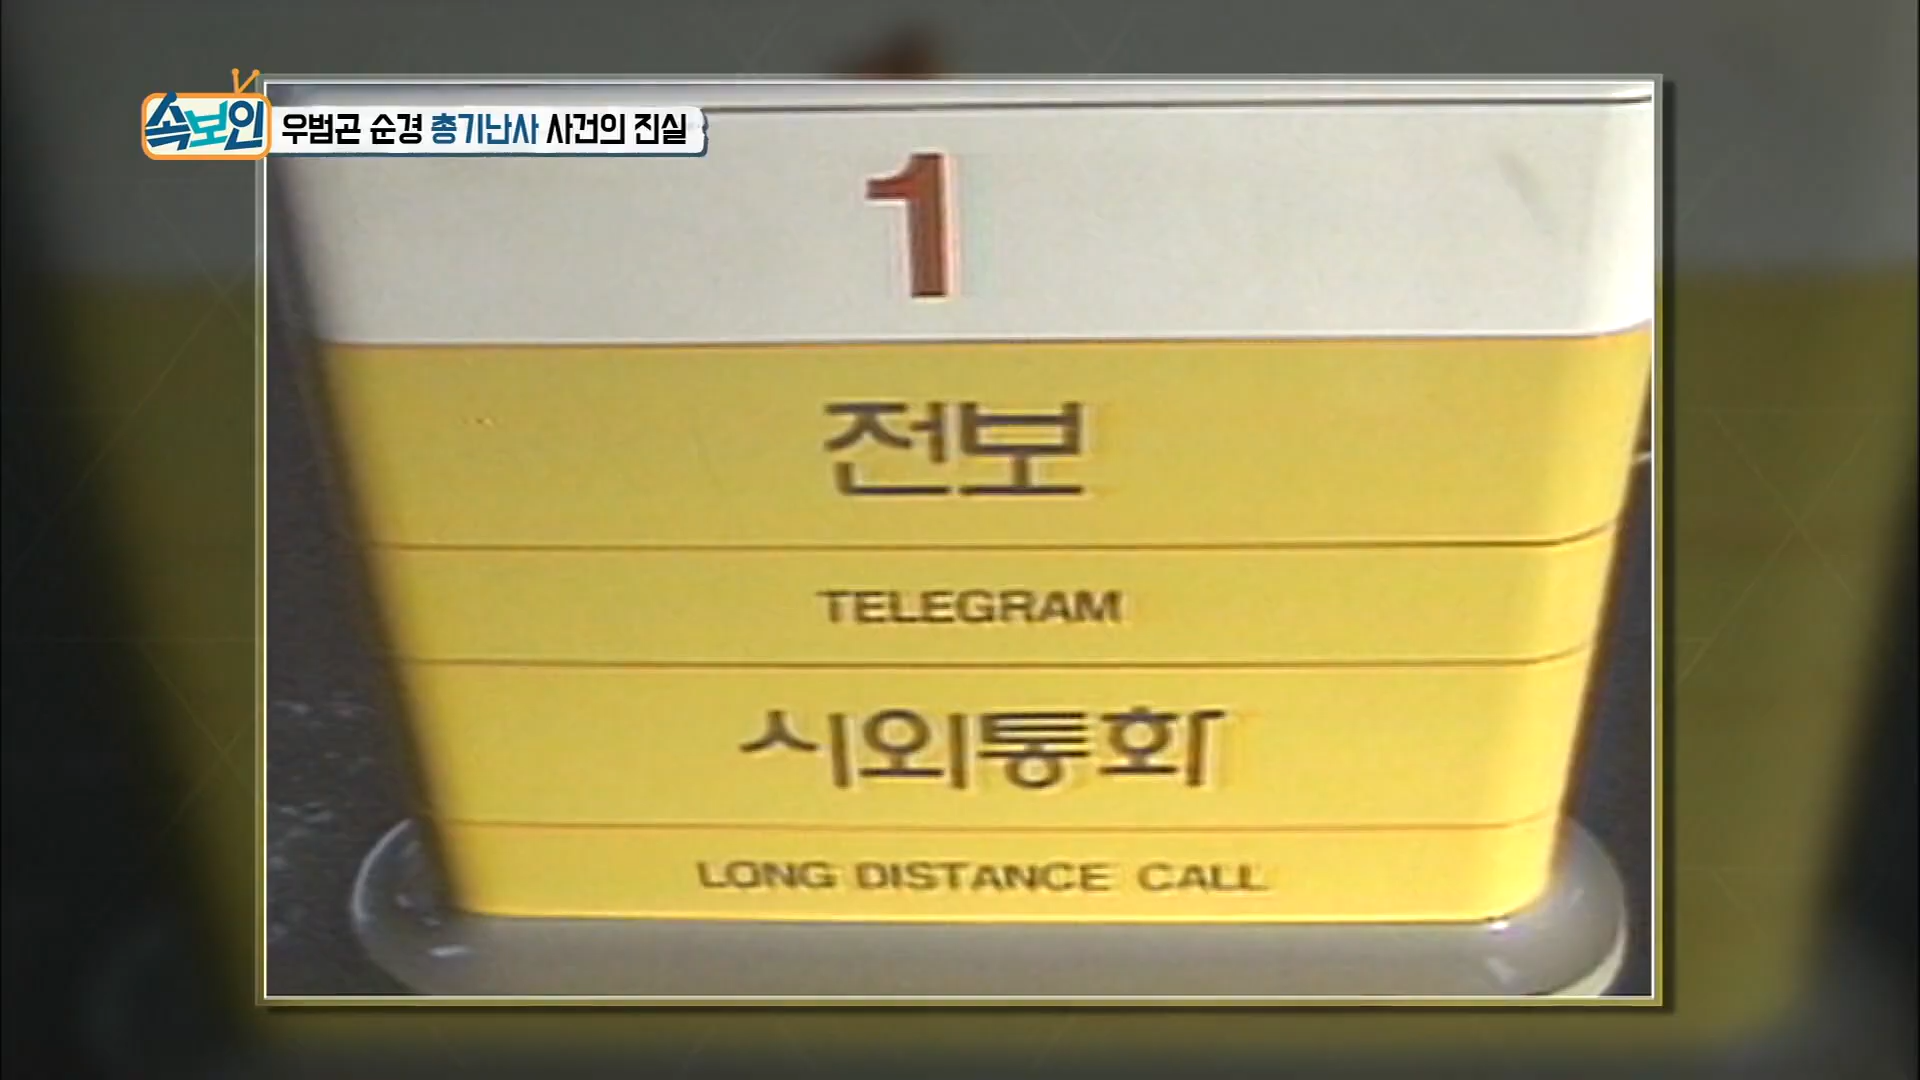 속보인
우범곤 순경 총기난사 사건의 진실
1
전보
TELEGRAM
시외통화
LONG DISTANCE CALL